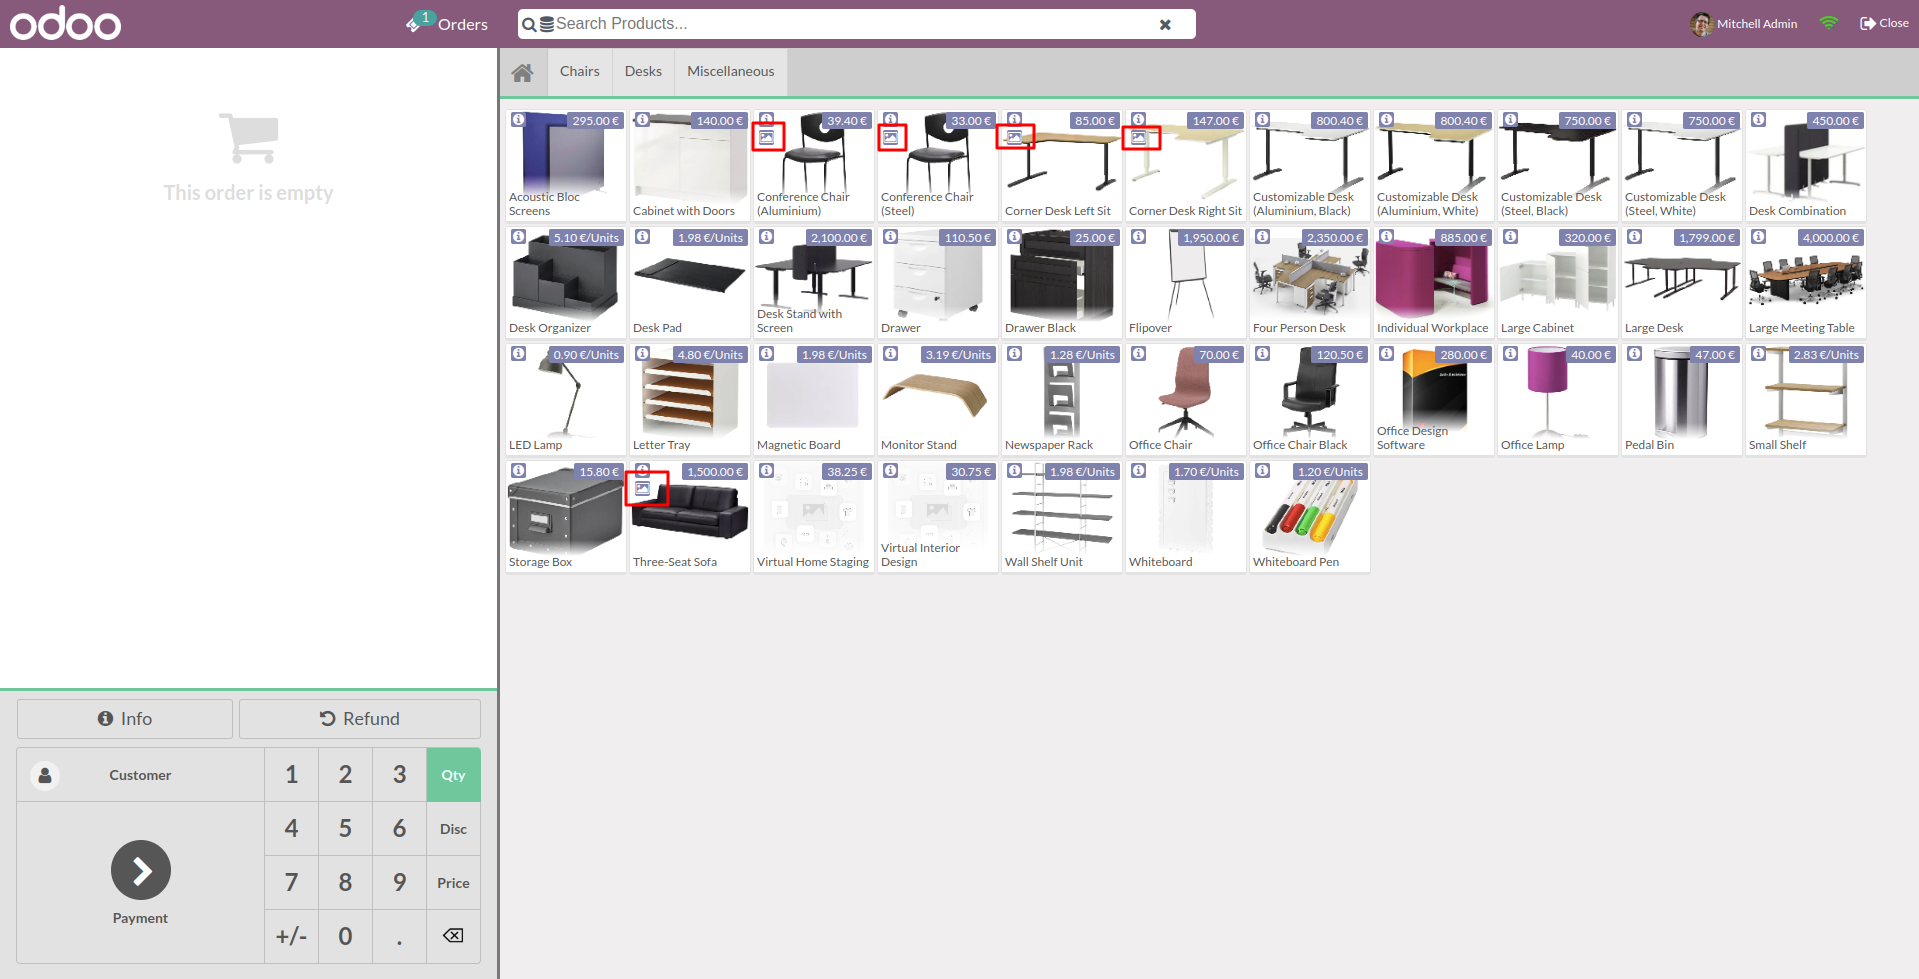 odoo
1
Orders
Search Products...
Mitchell Admin
Close
This order is empty
Chairs
Desks
Miscellaneous
295.00 €
Acoustic Bloc
Screens
140.00 €
Cabinet with Doors
39.40 €
Conference Chair
(Aluminium)
33.00 €
Conference Chair
(Steel)
85.00 €
Corner Desk Left Sit
147.00 €
Corner Desk Right Sit
800.40 €
Customizable Desk
(Aluminium, Black)
800.40 €
Customizable Desk
(Aluminium, White)
750.00 €
Customizable Desk
(Steel, Black)
750.00 €
Customizable Desk
(Steel, White)
450.00 €
Desk Combination
5.10 €/Units
Desk Organizer
1.98 €/Units
Desk Pad
2,100.00 €
Desk Stand with
Screen
110.50 €
Drawer
25.00 €
Drawer Black
1,950.00 €
Flipover
2,350.00 €
Four Person Desk
885.00 €
Individual Workplace
320.00 €
Large Cabinet
1,799.00 €
Large Desk
4,000.00 €
Large Meeting Table
0.90 €/Units
LED Lamp
4.80 €/Units
Letter Tray
1.98 €/Units
Magnetic Board
3.19 €/Units
Monitor Stand
1.28 €/Units
Newspaper Rack
70.00 €
Office Chair
120.50 €
Office Chair Black
280.00 €
Office Design
Software
40.00 €
Office Lamp
47.00 €
Pedal Bin
2.83 €/Units
Small Shelf
15.80 €
Storage Box
1,500.00 €
Three-Seat Sofa
38.25 €
Virtual Home Staging
30.75 €
Virtual Interior
Design
1.98 €/Units
Wall Shelf Unit
1.70 €/Units
Whiteboard
1.20 €/Units
Whiteboard Pen
Info
Refund
Customer
1
2
3
Qty
4
5
6
Disc
7
8
9
Price
Payment
+/-
0
.